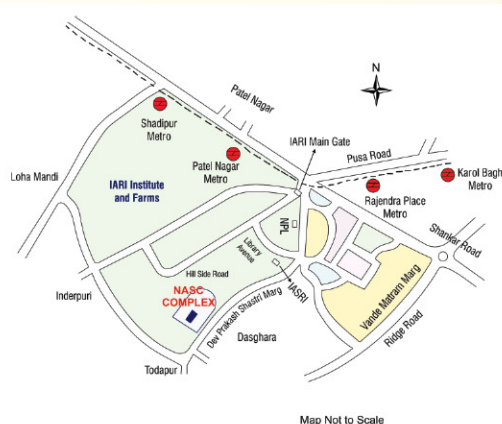 N
Patel Nagar
IARI Main Gate
Shadipur
Metro
Pusa Road
Patel Nagar
Metro
Karol Bagh
Metro
Loha Mandi
IARI Institute
and Farms
Rajendra Place
Metro
NPL
Shankar Road
Library
Avenue
Hill Side Road
IASRI
Vande Matram Marg
Inderpuri
NASC
COMPLEX
Dev Prakash Shastri Marg
Ridge Road
Dasghara
Todapur
Map Not to Scale